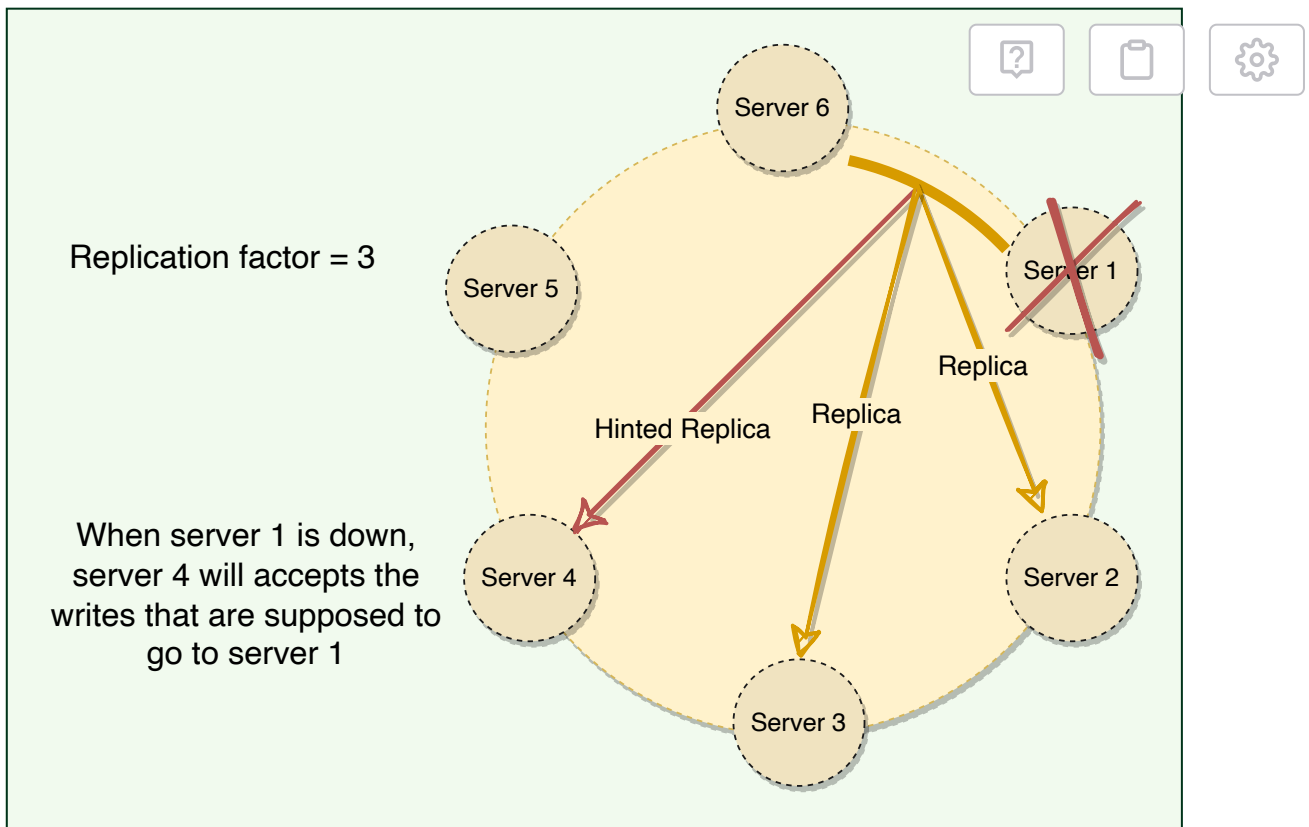 Server 6
Replication factor = 3
Server 5
Server 1
Replica
Replica
Hinted Replica
When server 1 is down,
server 4 will accepts the
writes that are supposed to
go to server 1
Server 4
Server 2
Server 3